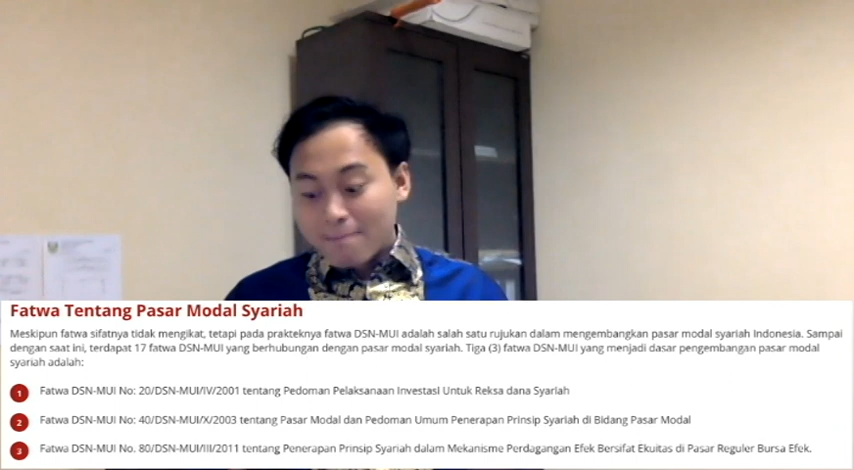 Fatwa Tentang Pasar Modal Syariah
Meskipun fatwa sifatnya tidak mengikat, tetapi pada prakteknya fatwa DSN-MUI adalah salah satu rujukan dalam mengembangkan pasar modal syariah Indonesia. Sampai
dengan saat ini, terdapat 17 fatwa DSN-MUI yang berhubungan dengan pasar modal syariah. Tiga (3) fatwa DSN-MUI yang menjadi dasar pengembangan pasar modal
syariah adalah:
1 Fatwa DSN-MUI No: 20/DSN-MUI/IV/2001 tentang Pedoman Pelaksanaan Investasi Untuk Reksa dana Syariah
2 Fatwa DSN-MUI No: 40/DSN-MUI/X/2003 tentang Pasar Modal dan Pedoman Umum Penerapan Prinsip Syariah di Bidang Pasar Modal
3 Fatwa DSN-MUI No. 80/DSN-MUI/III/2011 tentang Penerapan Prinsip Syariah dalam Mekanisme Perdagangan Efek Bersifat Ekuitas di Pasar Reguler Bursa Efek.